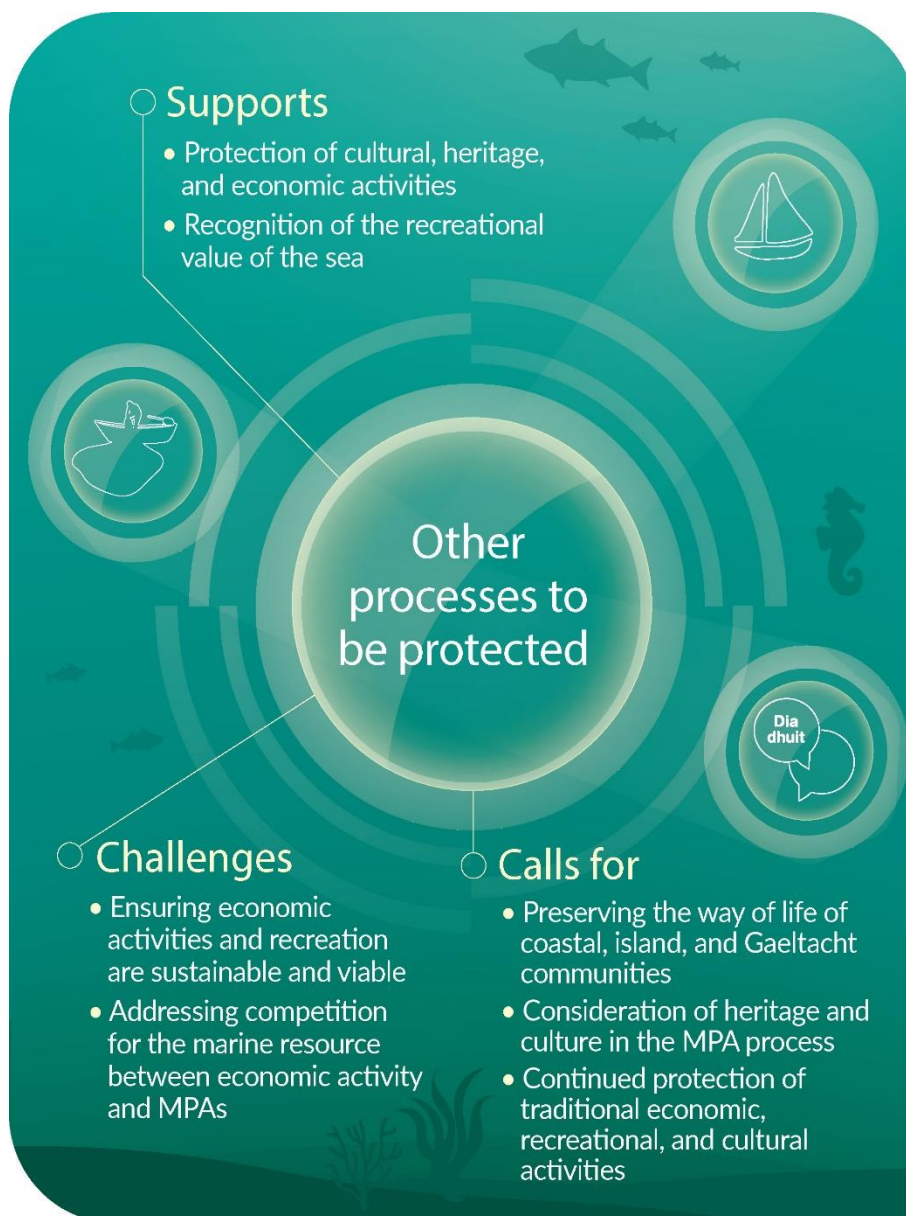 Supports
• Protection of cultural, heritage,
and economic activities
• Recognition of the recreational
value of the sea
Other
processes to
be protected
Dia
dhuit
Challenges
• Ensuring economic
activities and recreation
are sustainable and viable
• Addressing competition
for the marine resource
between economic activity
and MPAs
Calls for
• Preserving the way of life of
coastal, island, and Gaeltacht
communities
• Consideration of heritage and
culture in the MPA process
• Continued protection of
traditional economic,
recreational, and cultural
activities